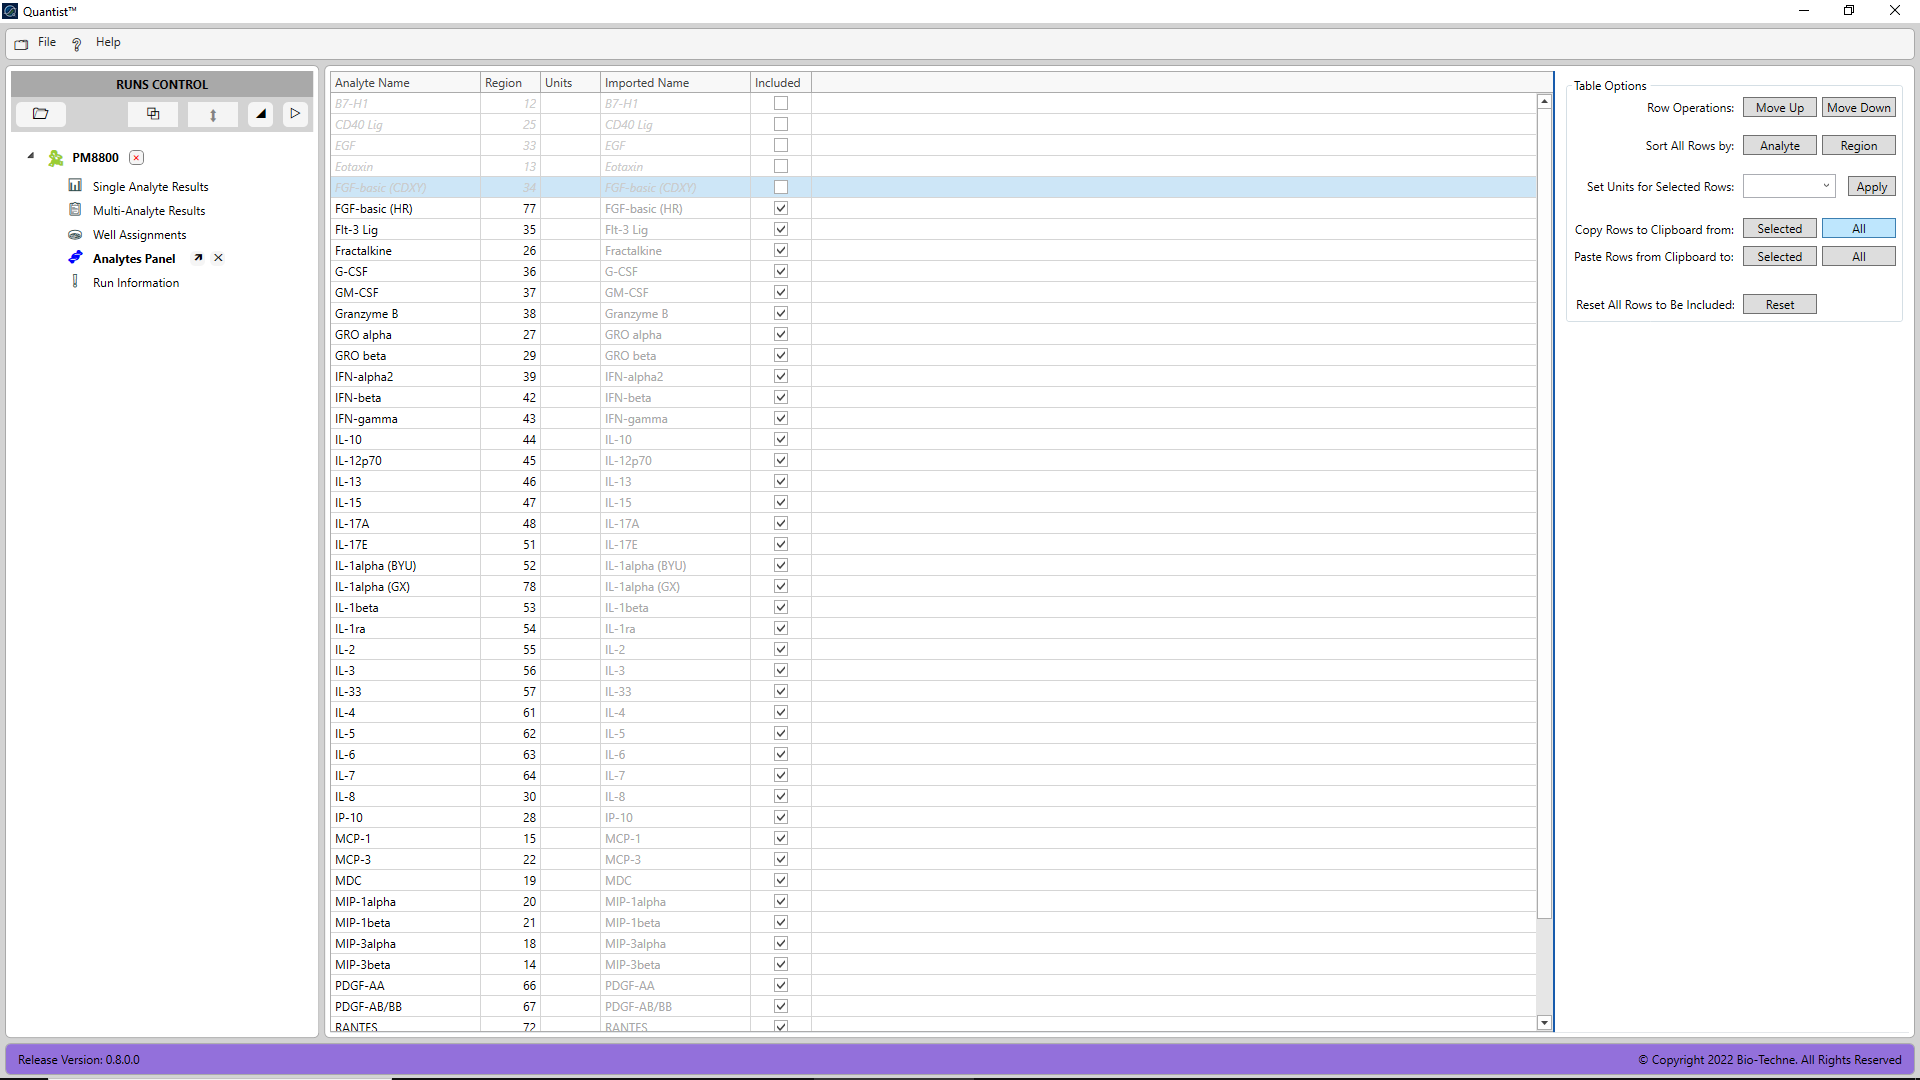 Quantist™
File Help
RUNS CONTROL
PM8800
Single Analyte Results
Multi-Analyte Results
Well Assignments
Analytes Panel
Run Information
Analyte Name Region Units Imported Name Included
B7-H1 12 B7-H1
CD40 Lig 25 CD40 Lig
EGF 33 EGF
Eotaxin 13 Eotaxin
FGF-basic (CDXY) 34 FGF-basic (CDXY)
FGF-basic (HR) 77 FGF-basic (HR)
Flt-3 Lig 35 Flt-3 Lig
Fractalkine 26 Fractalkine
G-CSF 36 G-CSF
GM-CSF 37 GM-CSF
Granzyme B 38 Granzyme B
GRO alpha 27 GRO alpha
GRO beta 29 GRO beta
IFN-alpha2 39 IFN-alpha2
IFN-beta 42 IFN-beta
IFN-gamma 43 IFN-gamma
IL-10 44 IL-10
IL-12p70 45 IL-12p70
IL-13 46 IL-13
IL-15 47 IL-15
IL-17A 48 IL-17A
IL-17E 51 IL-17E
IL-1alpha (BYU) 52 IL-1alpha (BYU)
IL-1alpha (GX) 78 IL-1alpha (GX)
IL-1beta 53 IL-1beta
IL-1ra 54 IL-1ra
IL-2 55 IL-2
IL-3 56 IL-3
IL-33 57 IL-33
IL-4 61 IL-4
IL-5 62 IL-5
IL-6 63 IL-6
IL-7 64 IL-7
IL-8 30 IL-8
IP-10 28 IP-10
MCP-1 15 MCP-1
MCP-3 22 MCP-3
MDC 19 MDC
MIP-1alpha 20 MIP-1alpha
MIP-1beta 21 MIP-1beta
MIP-3alpha 18 MIP-3alpha
MIP-3beta 14 MIP-3beta
PDGF-AA 66 PDGF-AA
PDGF-AB/BB 67 PDGF-AB/BB
RANTES 72 RANTES
Table Options
Row Operations: Move Up Move Down
Sort All Rows by: Analyte Region
Set Units for Selected Rows: Apply
Copy Rows to Clipboard from: Selected All
Paste Rows from Clipboard to: Selected All
Reset All Rows to Be Included: Reset
Release Version: 0.8.0.0
© Copyright 2022 Bio-Techne. All Rights Reserved